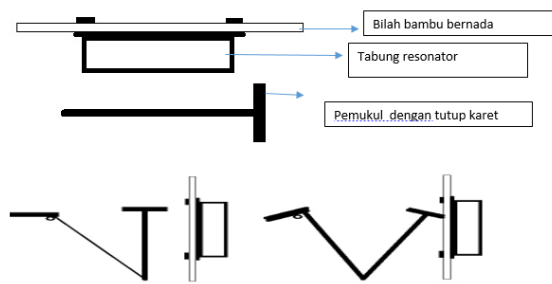 Bilah bambu bernada
Tabung resonator
Pemukul dengan tutup karet